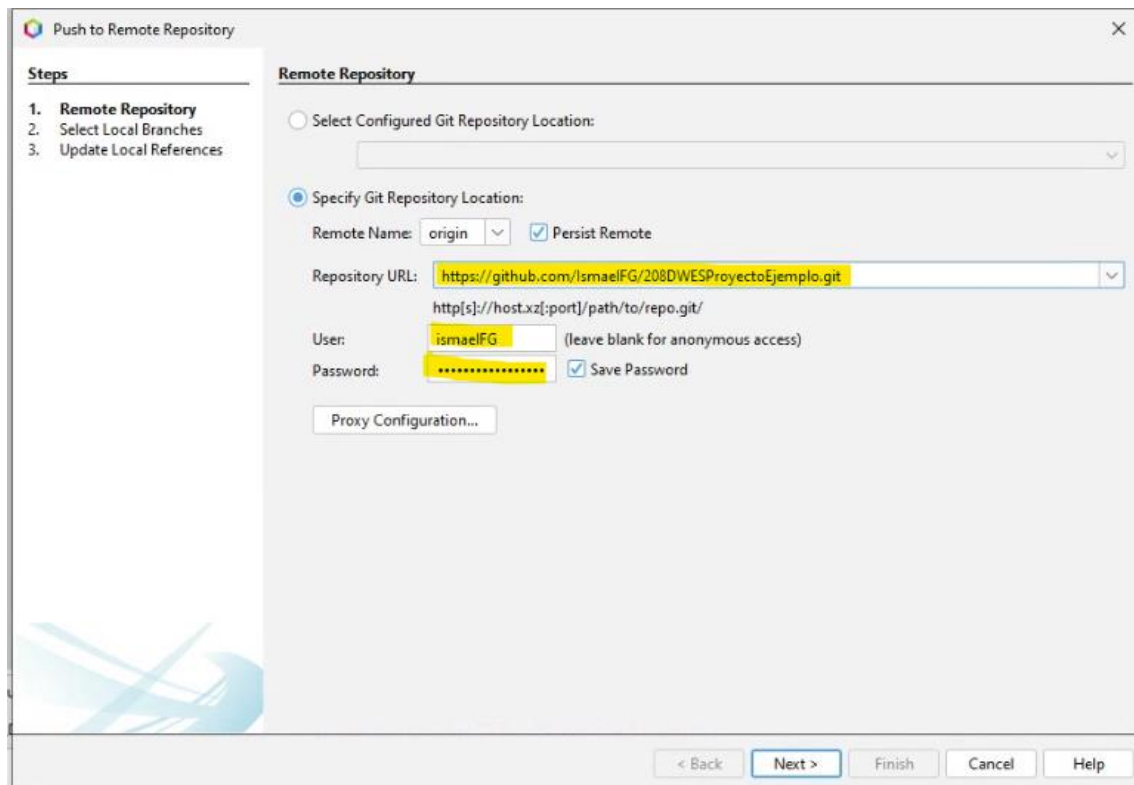 Push to Remote Repository
Steps
1. Remote Repository
2. Select Local Branches
3. Update Local References
Remote Repository
Select Configured Git Repository Location:
Specify Git Repository Location:
Remote Name: origin Persist Remote
Repository URL: https://github.com/IsmaelFG/208DWESProyectoEjemplo.git
http[s]://host.xz[:port]/path/to/repo.git/
User: ismaelFG (leave blank for anonymous access)
Password: ••••••••••••••••• Save Password
Proxy Configuration...
< Back Next > Finish Cancel Help